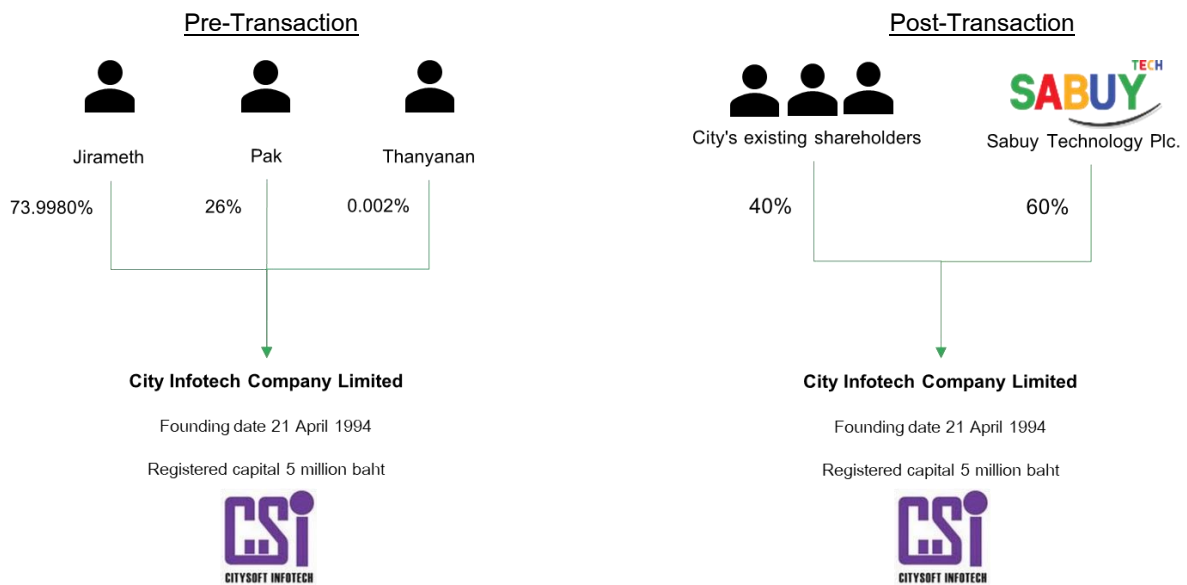 Pre-Transaction
Jirameth
Pak
Thanyanan
73.9980%
26%
0.002%
City Infotech Company Limited
Founding date 21 April 1994
Registered capital 5 million baht
CSi
CITYSOFT INFOTECH
Post-Transaction
TECH
SABUY
City's existing shareholders
Sabuy Technology Plc.
40%
60%
City Infotech Company Limited
Founding date 21 April 1994
Registered capital 5 million baht
CSi
CITYSOFT INFOTECH